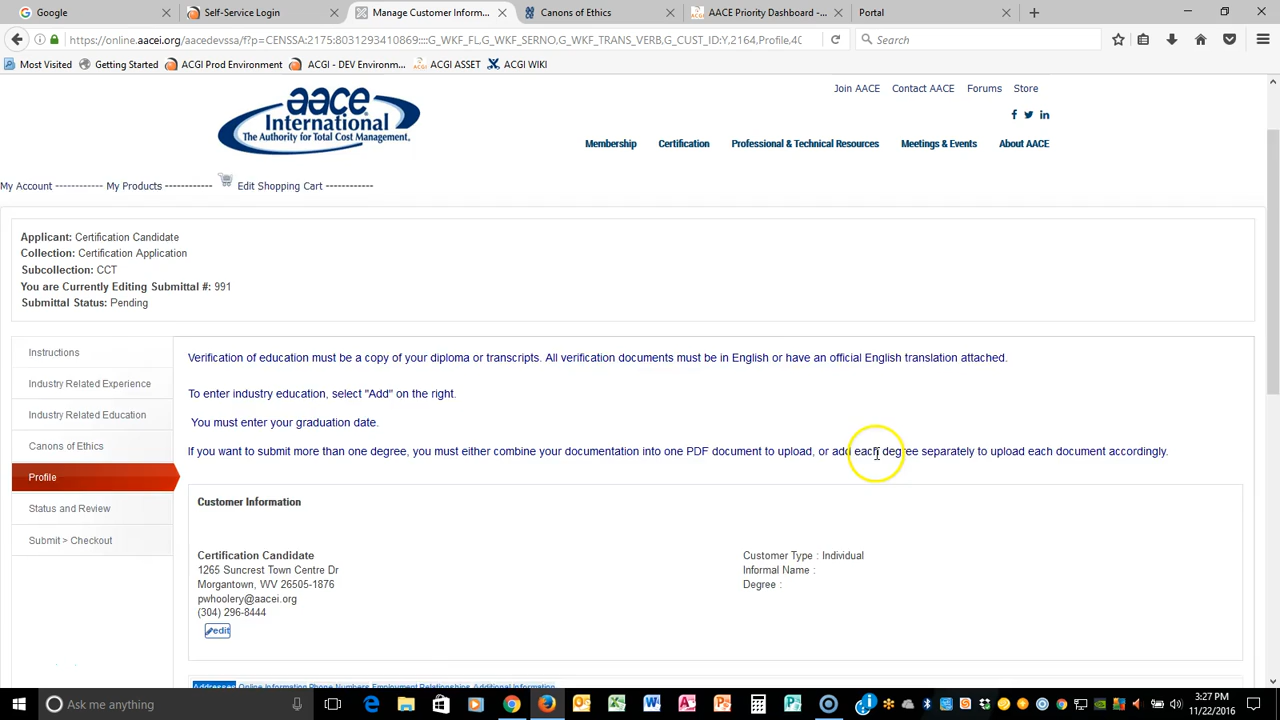 Google
Self-Service Login
Manage Customer Inform...
Canons of Ethics
AACE Priority Dashboard - ...
Portal
https://online.aacei.org/aacedevssa/f?p=CENSSA:2175:8031293410869::::G_WKF_FL,G_WKF_SERNO,G_WKF_TRANS_VERB,G_CUST_ID:Y,2164,Profile,40
Search
Most Visited
Getting Started
ACGI Prod Environment
ACGI - DEV Environm...
ACGI ASSET
ACGI WIKI
Join AACE
Contact AACE
Forums
Store
aace
International
The Authority for Total Cost Management.
Membership
Certification
Professional & Technical Resources
Meetings & Events
About AACE
My Account ----------- My Products ------------ Edit Shopping Cart ------------
Applicant: Certification Candidate
Collection: Certification Application
Subcollection: CCT
You are Currently Editing Submittal #: 991
Submittal Status: Pending
Instructions
Industry Related Experience
Industry Related Education
Canons of Ethics
Profile
Status and Review
Submit > Checkout
Verification of education must be a copy of your diploma or transcripts. All verification documents must be in English or have an official English translation attached.
To enter industry education, select "Add" on the right.
You must enter your graduation date.
If you want to submit more than one degree, you must either combine your documentation into one PDF document to upload, or add each degree separately to upload each document accordingly.
Customer Information
Certification Candidate
1265 Suncrest Town Centre Dr
Morgantown, WV 26505-1876
pwhoolery@aacei.org
(304) 296-8444
edit
Customer Type : Individual
Informal Name :
Degree :
Addresses Online Information Phone Numbers Employment Relationships Additional Information
Ask me anything
3:27 PM
11/22/2016